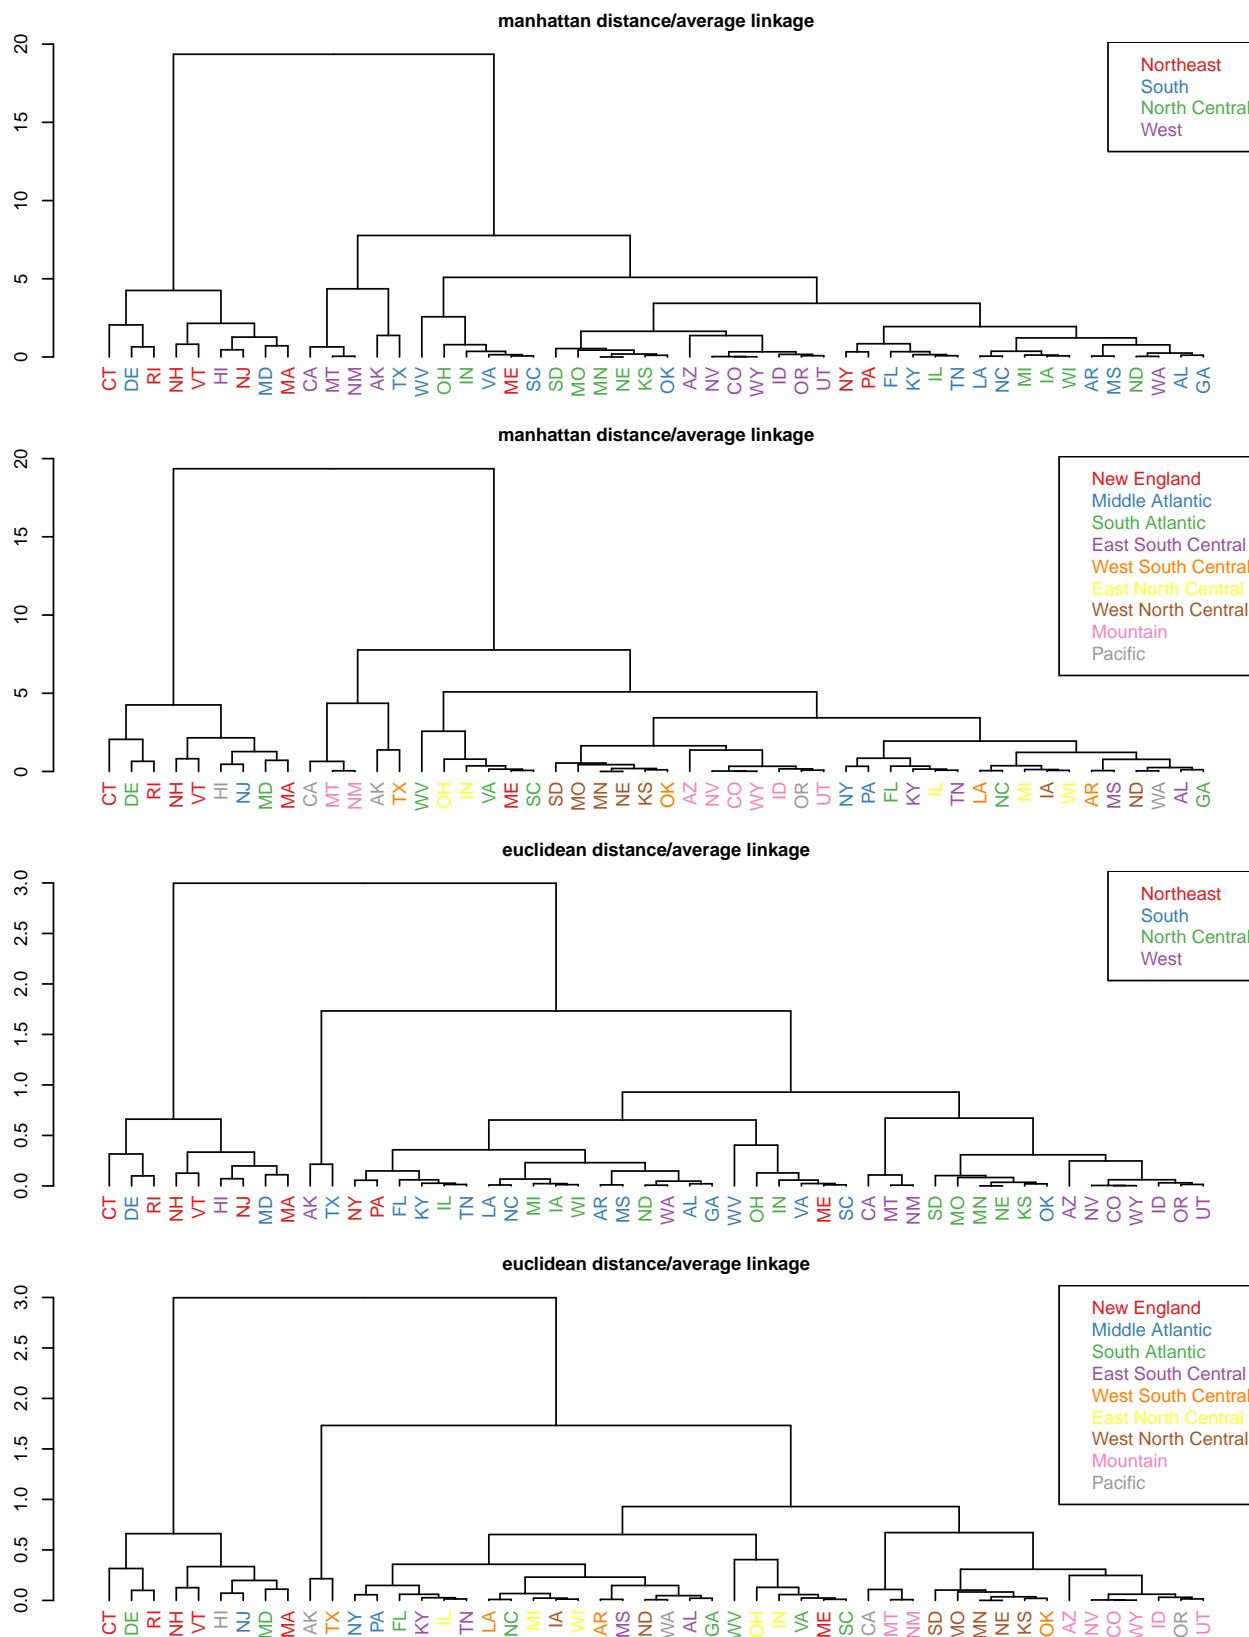 manhattan distance/average linkage
20
15
10
5
0
Northeast
South
North Central
West
CT DE RI NH VT HI NJ MD MA CA MT NM AK TX WV OH IN VA ME SC SD MO MN NE KS OK AZ NV CO WY ID OR UT NY PA FL KY IL TN LA NC MI IA WI AR MS ND WA AL GA
manhattan distance/average linkage
20
15
10
5
0
New England
Middle Atlantic
South Atlantic
East South Central
West South Central
East North Central
West North Central
Mountain
Pacific
CT DE RI NH VT HI NJ MD MA CA MT NM AK TX WV OH IN VA ME SC SD MO MN NE KS OK AZ NV CO WY ID OR UT NY PA FL KY IL TN LA NC MI IA WI AR MS ND WA AL GA
euclidean distance/average linkage
3.0
2.5
2.0
1.5
1.0
0.5
0.0
Northeast
South
North Central
West
CT DE RI NH VT HI NJ MD MA AK TX NY PA FL KY IL TN LA NC MI IA WI AR MS ND WA AL GA WV OH IN VA ME SC CA MT NM SD MO MN NE KS OK AZ NV CO WY ID OR UT
euclidean distance/average linkage
3.0
2.5
2.0
1.5
1.0
0.5
0.0
New England
Middle Atlantic
South Atlantic
East South Central
West South Central
East North Central
West North Central
Mountain
Pacific
CT DE RI NH VT HI NJ MD MA AK TX NY PA FL KY IL TN LA NC MI IA WI AR MS ND WA AL GA WV OH IN VA ME SC CA MT NM SD MO MN NE KS OK AZ NV CO WY ID OR UT